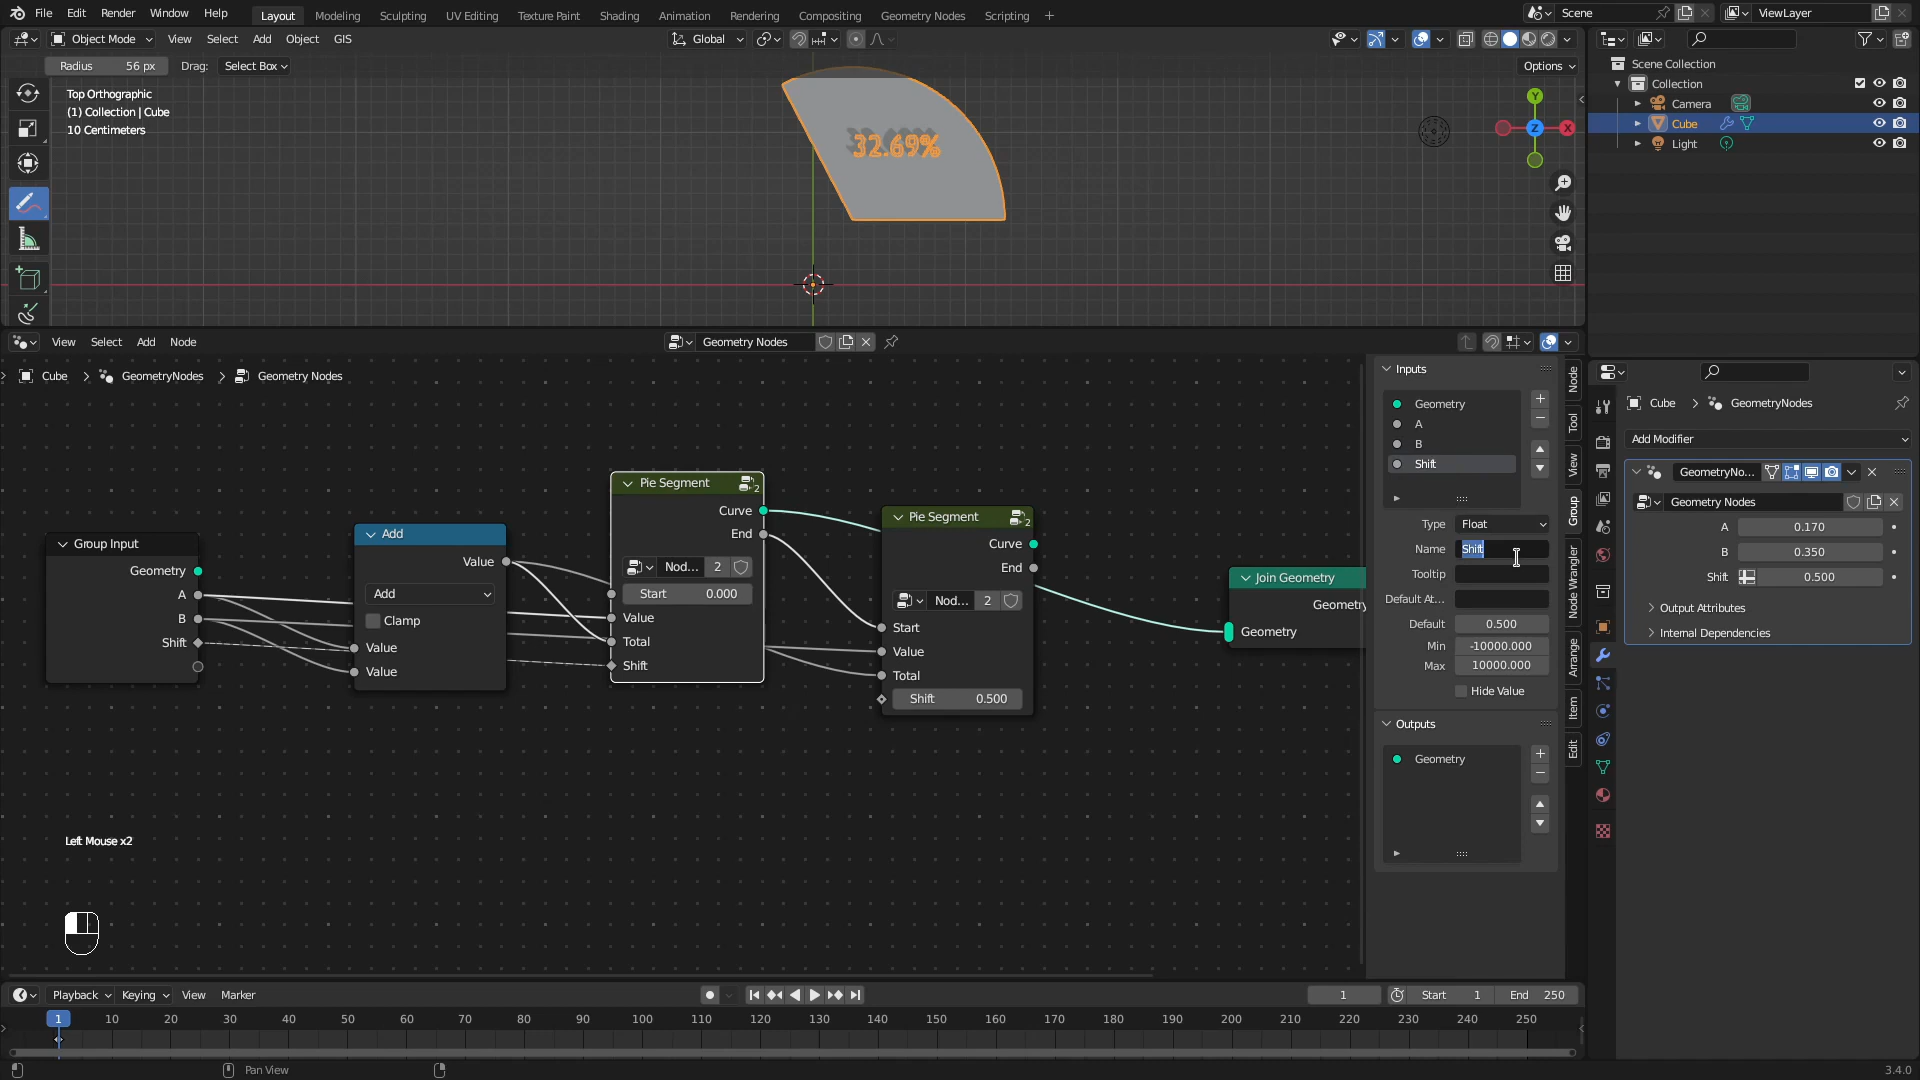 File Edit Render Window Help Layout Modeling Sculpting UV Editing Texture Paint Shading Animation Rendering Compositing Geometry Nodes Scripting + Scene ViewLayer
Object Mode View Select Add Object GIS Global
Radius 56 px Drag: Select Box Options
Top Orthographic
(1) Collection | Cube
10 Centimeters
32.69%
Y
Z
X
Scene Collection
Collection
Camera
Cube
Light
View Select Add Node Geometry Nodes
Cube GeometryNodes Geometry Nodes
Group Input
Geometry
A
B
Shift
Add
Value
Add
Clamp
Value
Value
Pie Segment 2
Curve
End
Nod... 2
Start 0.000
Value
Total
Shift
Pie Segment 2
Curve
End
Nod... 2
Start
Value
Total
Shift 0.500
Join Geometry
Geometry
Geometry
Inputs
Geometry
A
B
Shift
Type Float
Name Shift
Tooltip
Default At...
Default 0.500
Min -10000.000
Max 10000.000
Hide Value
Outputs
Geometry
Node
Tool
View
Group
Node Wrangler
Arrange
Item
Edit
Cube GeometryNodes
Add Modifier
GeometryNo...
Geometry Nodes
A 0.170
B 0.350
Shift 0.500
Output Attributes
Internal Dependencies
Left Mouse x2
Playback Keying View Marker 1 Start 1 End 250
1 10 20 30 40 50 60 70 80 90 100 110 120 130 140 150 160 170 180 190 200 210 220 230 240 250
Pan View 3.4.0